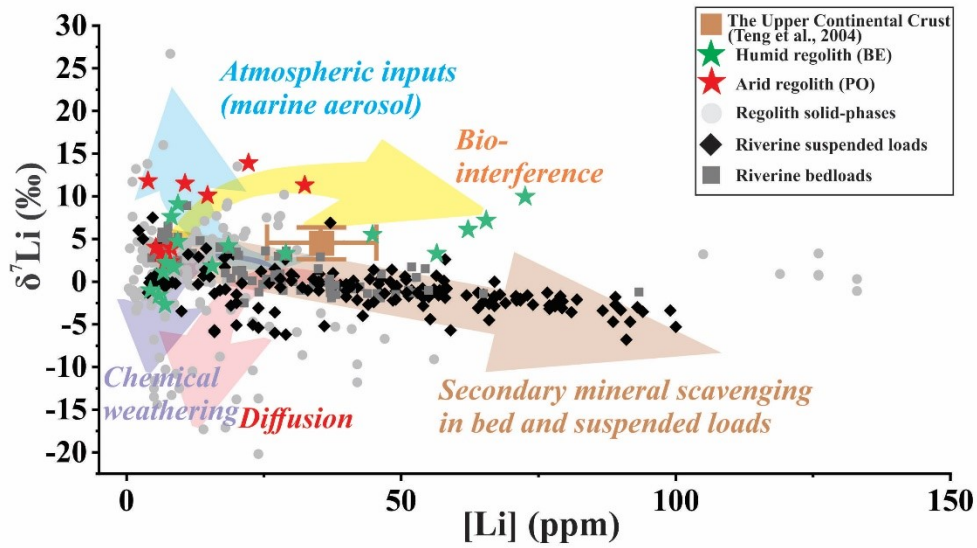 30
25
20
15
10
5
0
-5
-10
-15
-20
δ⁷Li (‰)
0
50
100
150
[Li] (ppm)
The Upper Continental Crust
(Teng et al., 2004)
Humid regolith (BE)
Arid regolith (PO)
Regolith solid-phases
Riverine suspended loads
Riverine bedloads
Atmospheric inputs
(marine aerosol)
Bio-
interference
Chemical
weathering
Diffusion
Secondary mineral scavenging
in bed and suspended loads